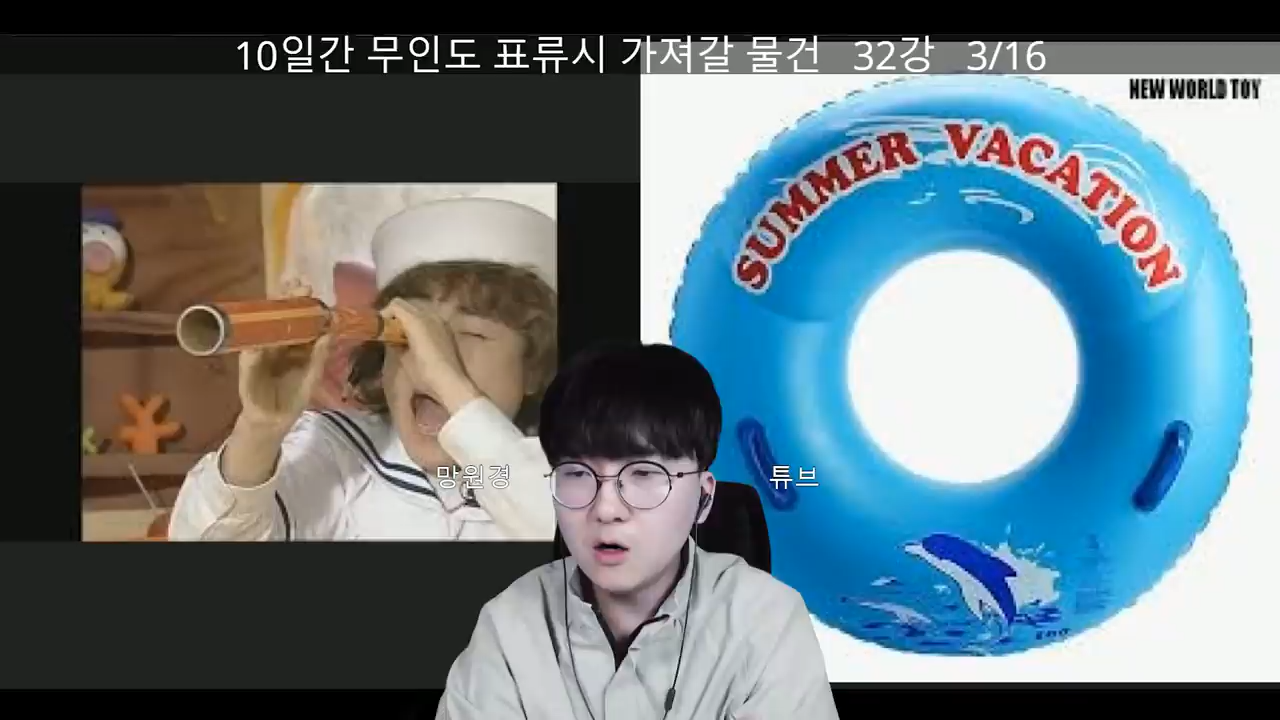 10일간 무인도 표류시 가져갈 물건 32강 3/16
NEW WORLD TOY
SUMMER VACATION
망원경
튜브